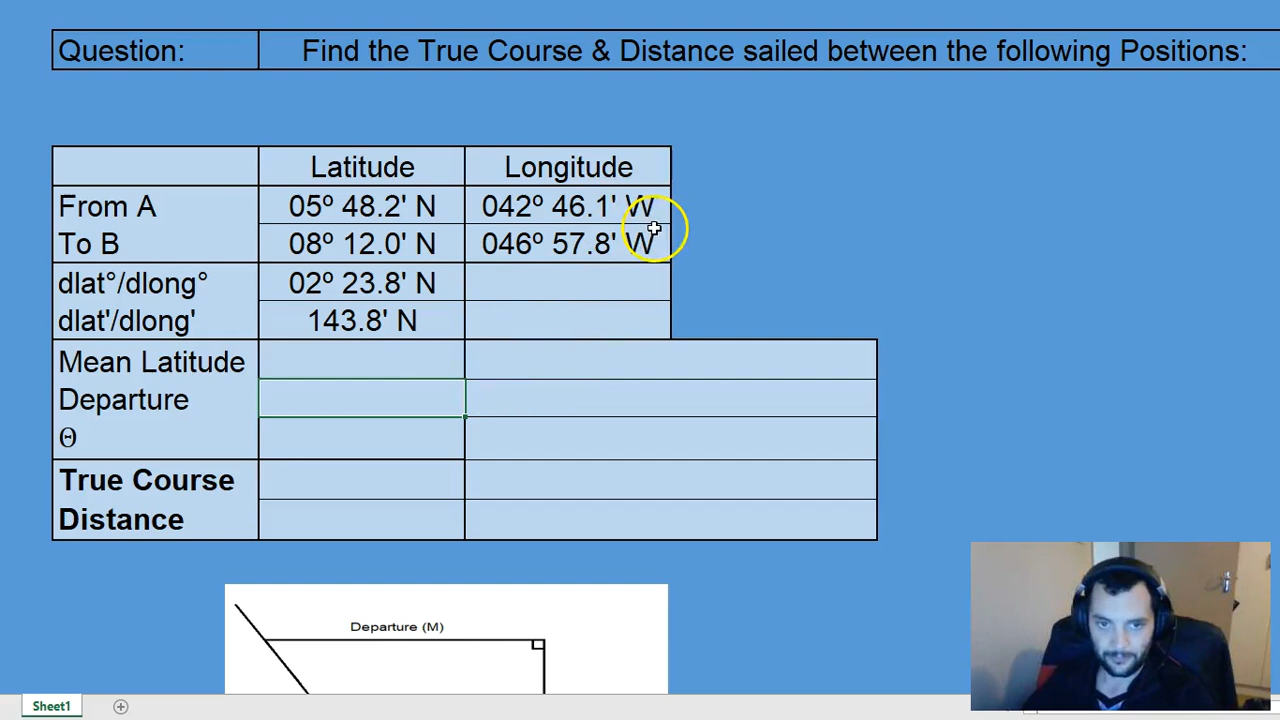 Question: Find the True Course & Distance sailed between the following Positions:
Latitude Longitude
From A 05º 48.2' N 042º 46.1' W
To B 08º 12.0' N 046º 57.8' W
dlat°/dlong° 02º 23.8' N
dlat'/dlong' 143.8' N
Mean Latitude
Departure
Θ
True Course
Distance
Departure (M)
Sheet1